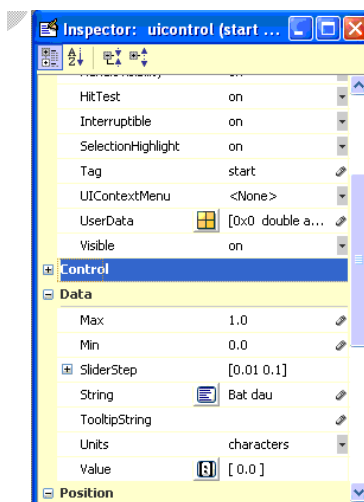 Inspector: uicontrol (start ...
HitTest on
Interruptible on
SelectionHighlight on
Tag start
UIContextMenu <None>
UserData [0x0 double a...
Visible on
Control
Data
Max 1.0
Min 0.0
SliderStep [0.01 0.1]
String Bat dau
TooltipString
Units characters
Value [ 0.0 ]
Position